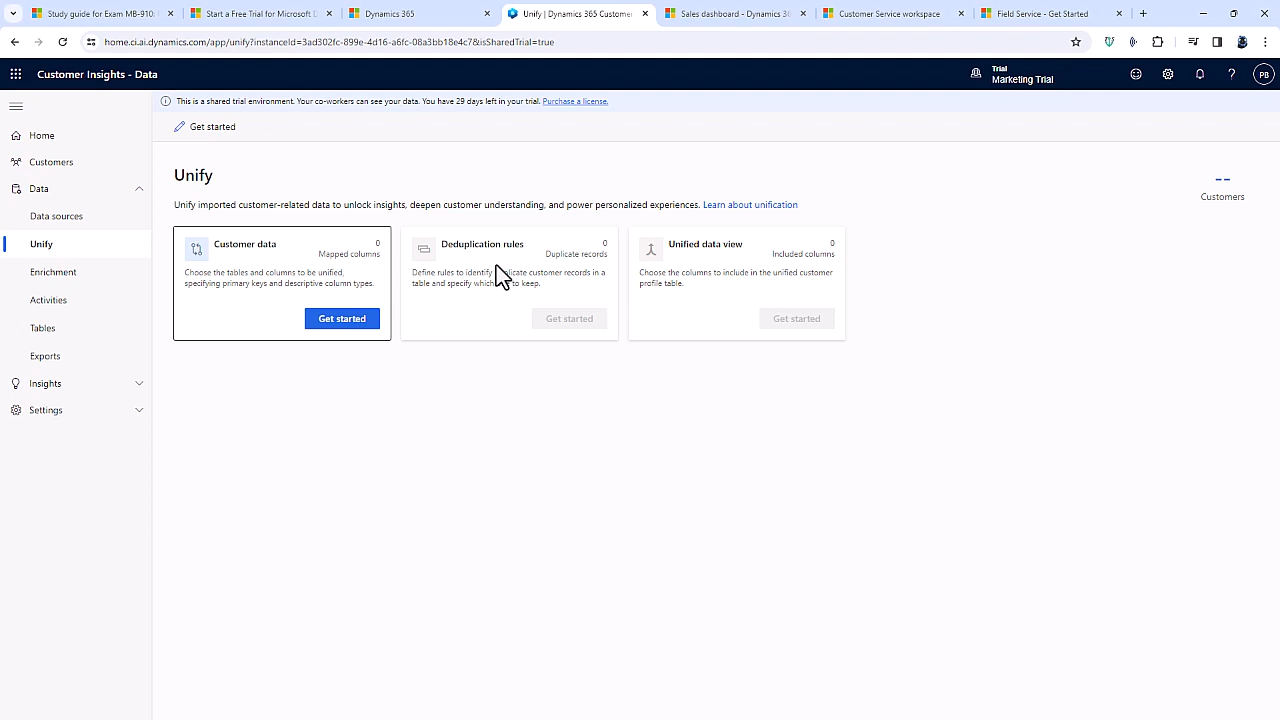 Study guide for Exam MB-910:
Start a Free Trial for Microsoft D
Dynamics 365
Unify | Dynamics 365 Custome
Sales Dashboard - Dyn
Customer Service workspace
Field Service - Get Started
home.ci.ai.dynamics.com/app/unify?instanceId=3ad302fc-899e-4d16-a6fc-08a3bb18e4c7&isSharedTrial=true
Customer Insights - Data
Trial
Marketing Trial
PB
This is a shared trial environment. Your co-workers can see your data. You have 29 days left in your trial. Purchase a license.
Get started
Home
Customers
Data
Data sources
Unify
Enrichment
Activities
Tables
Exports
Insights
Settings
Unify
Unify imported customer-related data to unlock insights, deepen customer understanding, and power personalized experiences. Learn about unification
--
Customers
Customer data
0
Mapped columns
Choose the tables and columns to be unified,
specifying primary keys and descriptive column types.
Get started
Deduplication rules
0
Duplicate records
Define rules to identify duplicate customer records in a
table and specify which to keep.
Get started
Unified data view
0
Included columns
Choose the columns to include in the unified customer
profile table.
Get started